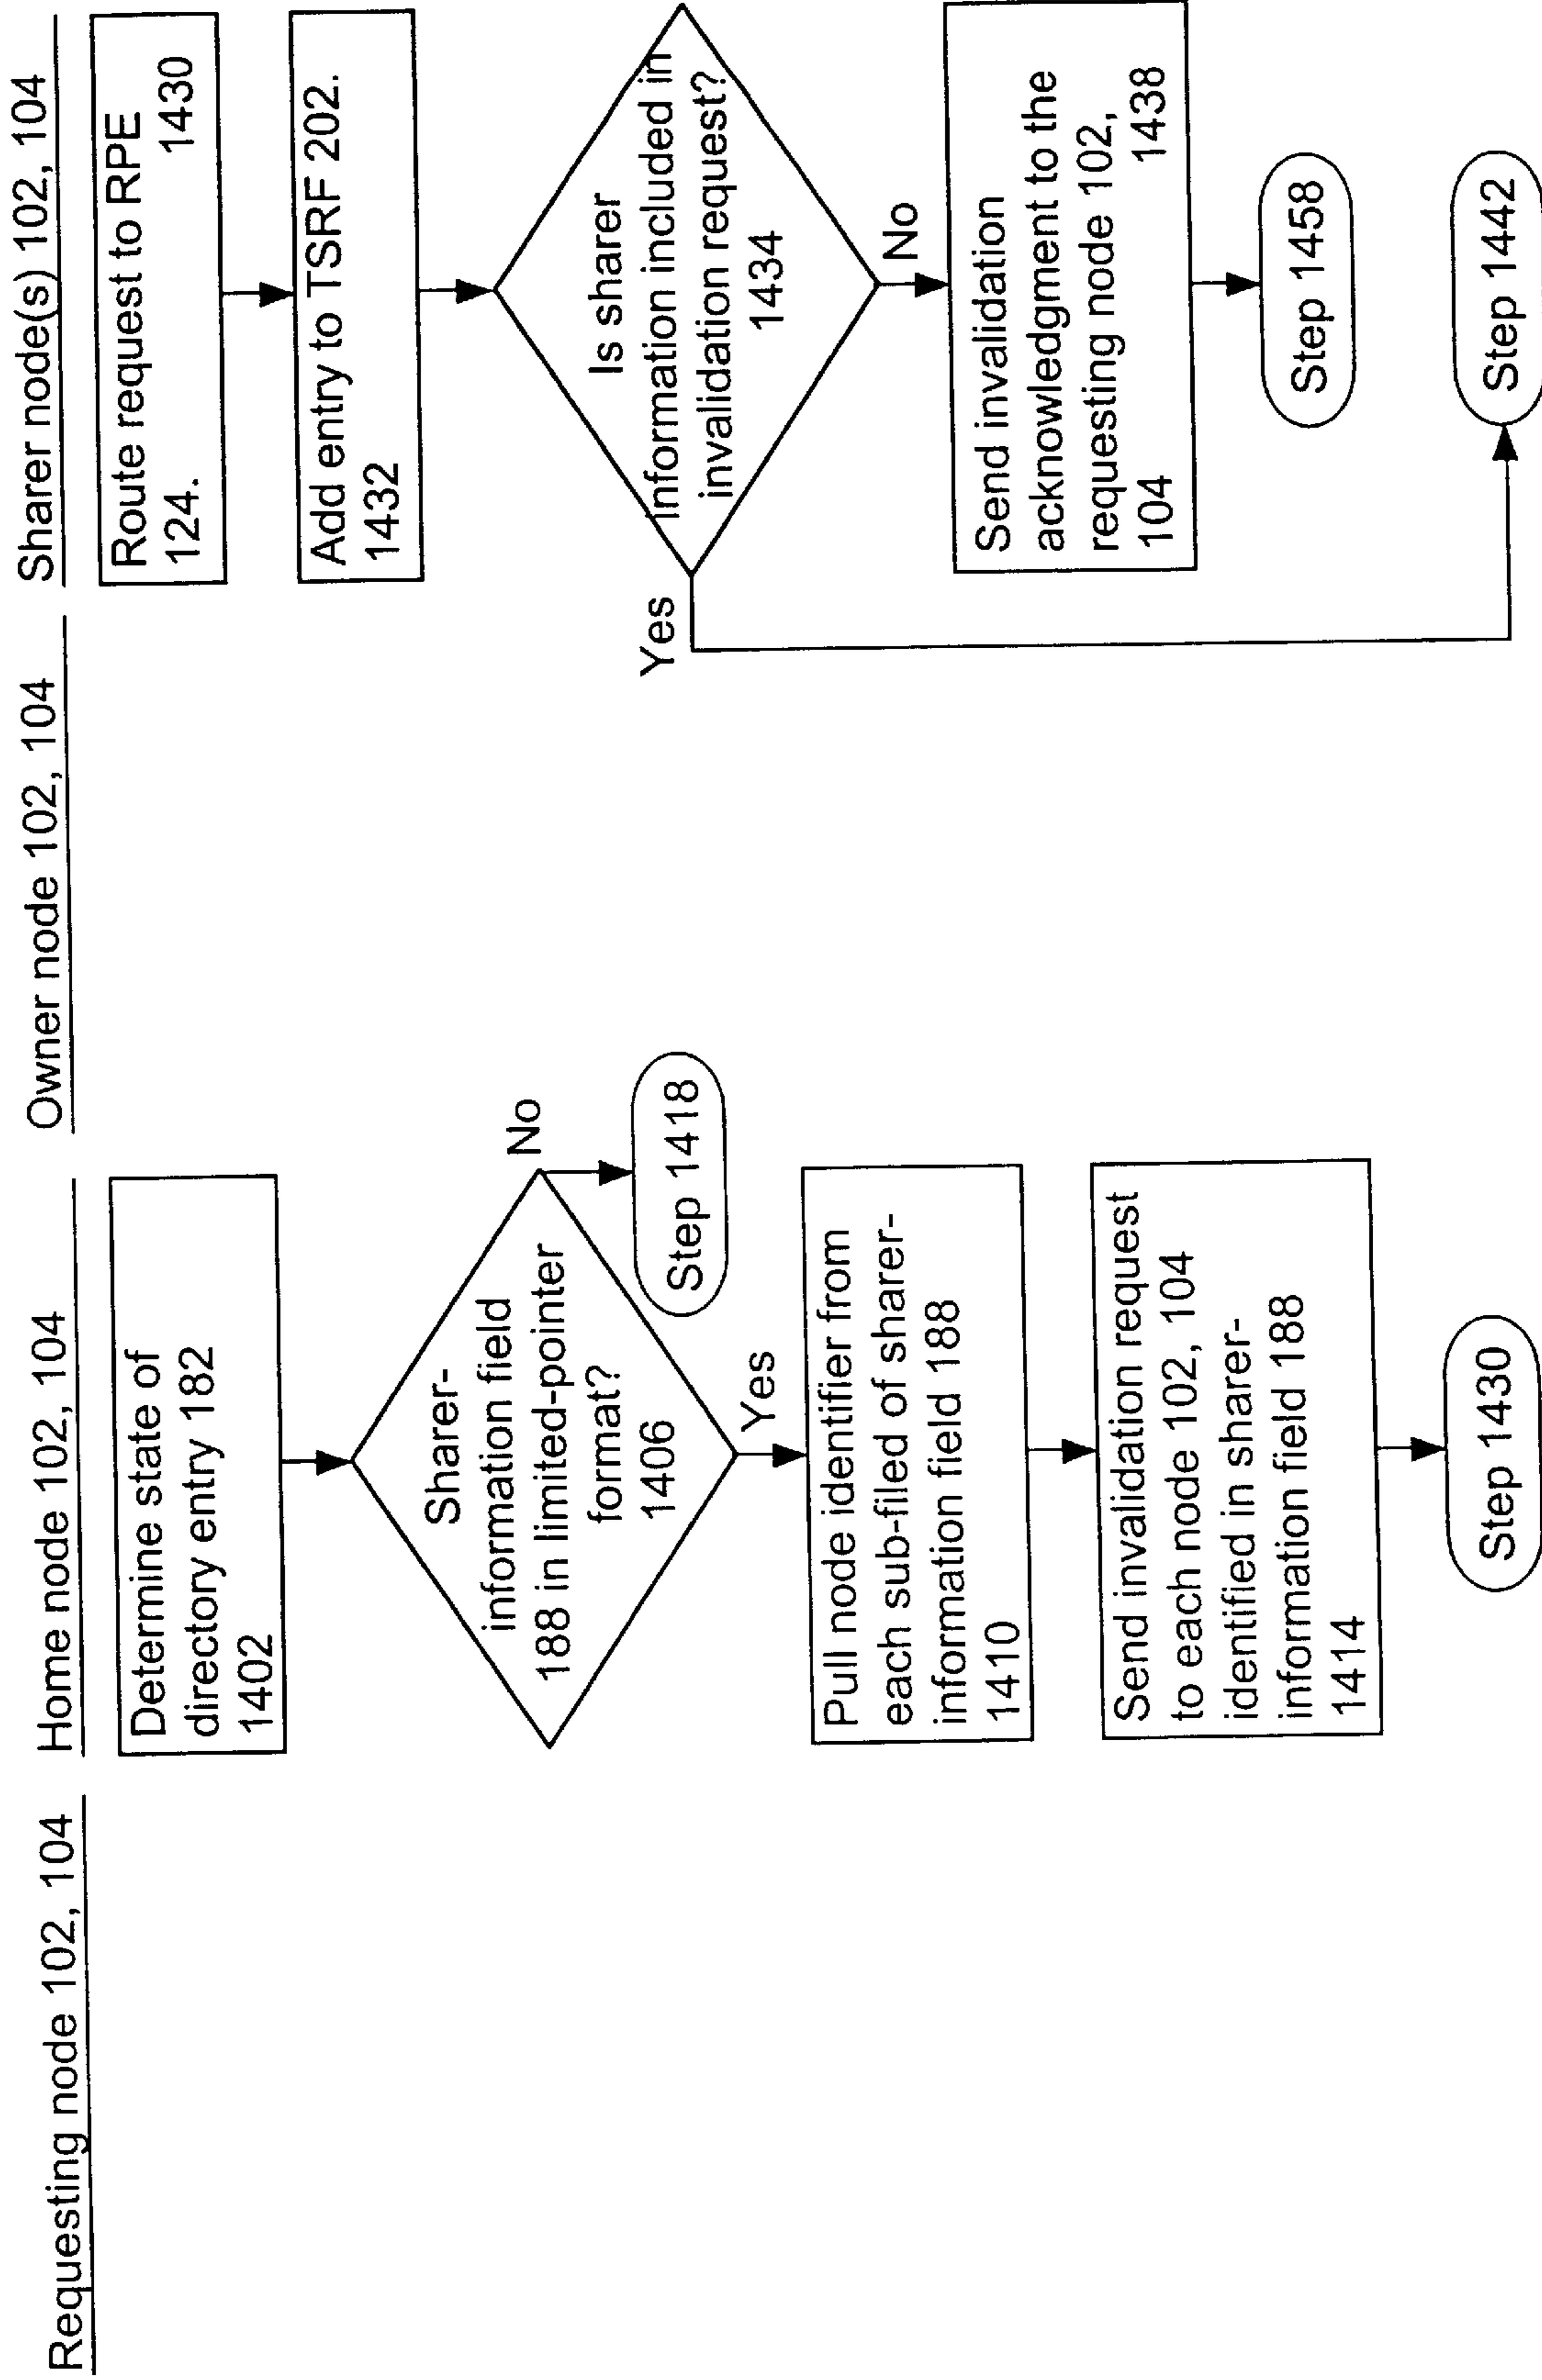 Requesting node 102, 104
Home node 102, 104
Owner node 102, 104
Sharer node(s) 102, 104
Determine state of
directory entry 182
1402
Sharer-
information field
188 in limited-pointer
format?
1406
No
Step 1418
Yes
Pull node identifier from
each sub-filed of sharer-
information field 188
1410
Send invalidation request
to each node 102, 104
identified in sharer-
information field 188
1414
Step 1430
Route request to RPE
124. 1430
Add entry to TSRF 202.
1432
Is sharer
information included in
invalidation request?
1434
Yes
No
Send invalidation
acknowledgment to the
requesting node 102,
104 1438
Step 1458
Step 1442